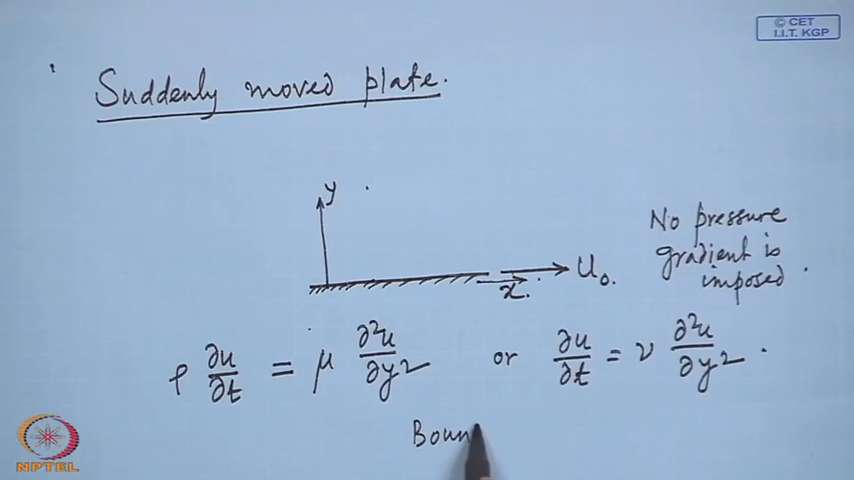 © CET
I.I.T. KGP
Suddenly moved plate.
y
No pressure
gradient is
imposed.
U₀.
x.
ρ ∂u/∂t = μ ∂²u/∂y² or ∂u/∂t = ν ∂²u/∂y².
Boun
NPTEL